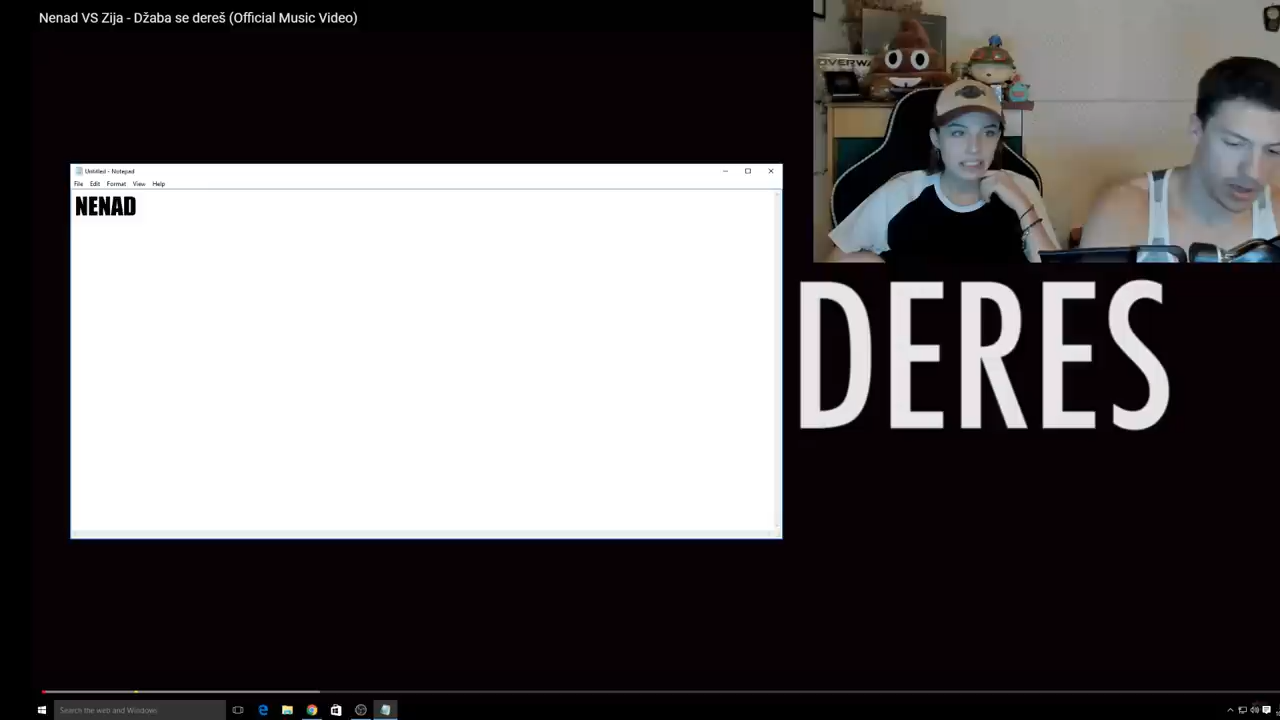 Nenad VS Zija - Džaba se dereš (Official Music Video)
OVERWA
Untitled - Notepad
File Edit Format View Help
NENAD
DERES
Search the web and Windows